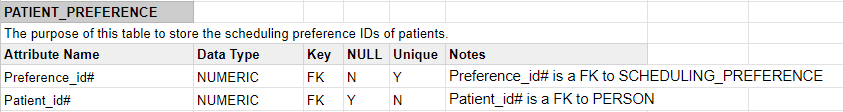 PATIENT_PREFERENCE
The purpose of this table to store the scheduling preference IDs of patients.
Attribute Name Data Type Key NULL Unique Notes
Preference_id# NUMERIC FK N Y Preference_id# is a FK to SCHEDULING_PREFERENCE
Patient_id# NUMERIC FK Y N Patient_id# is a FK to PERSON